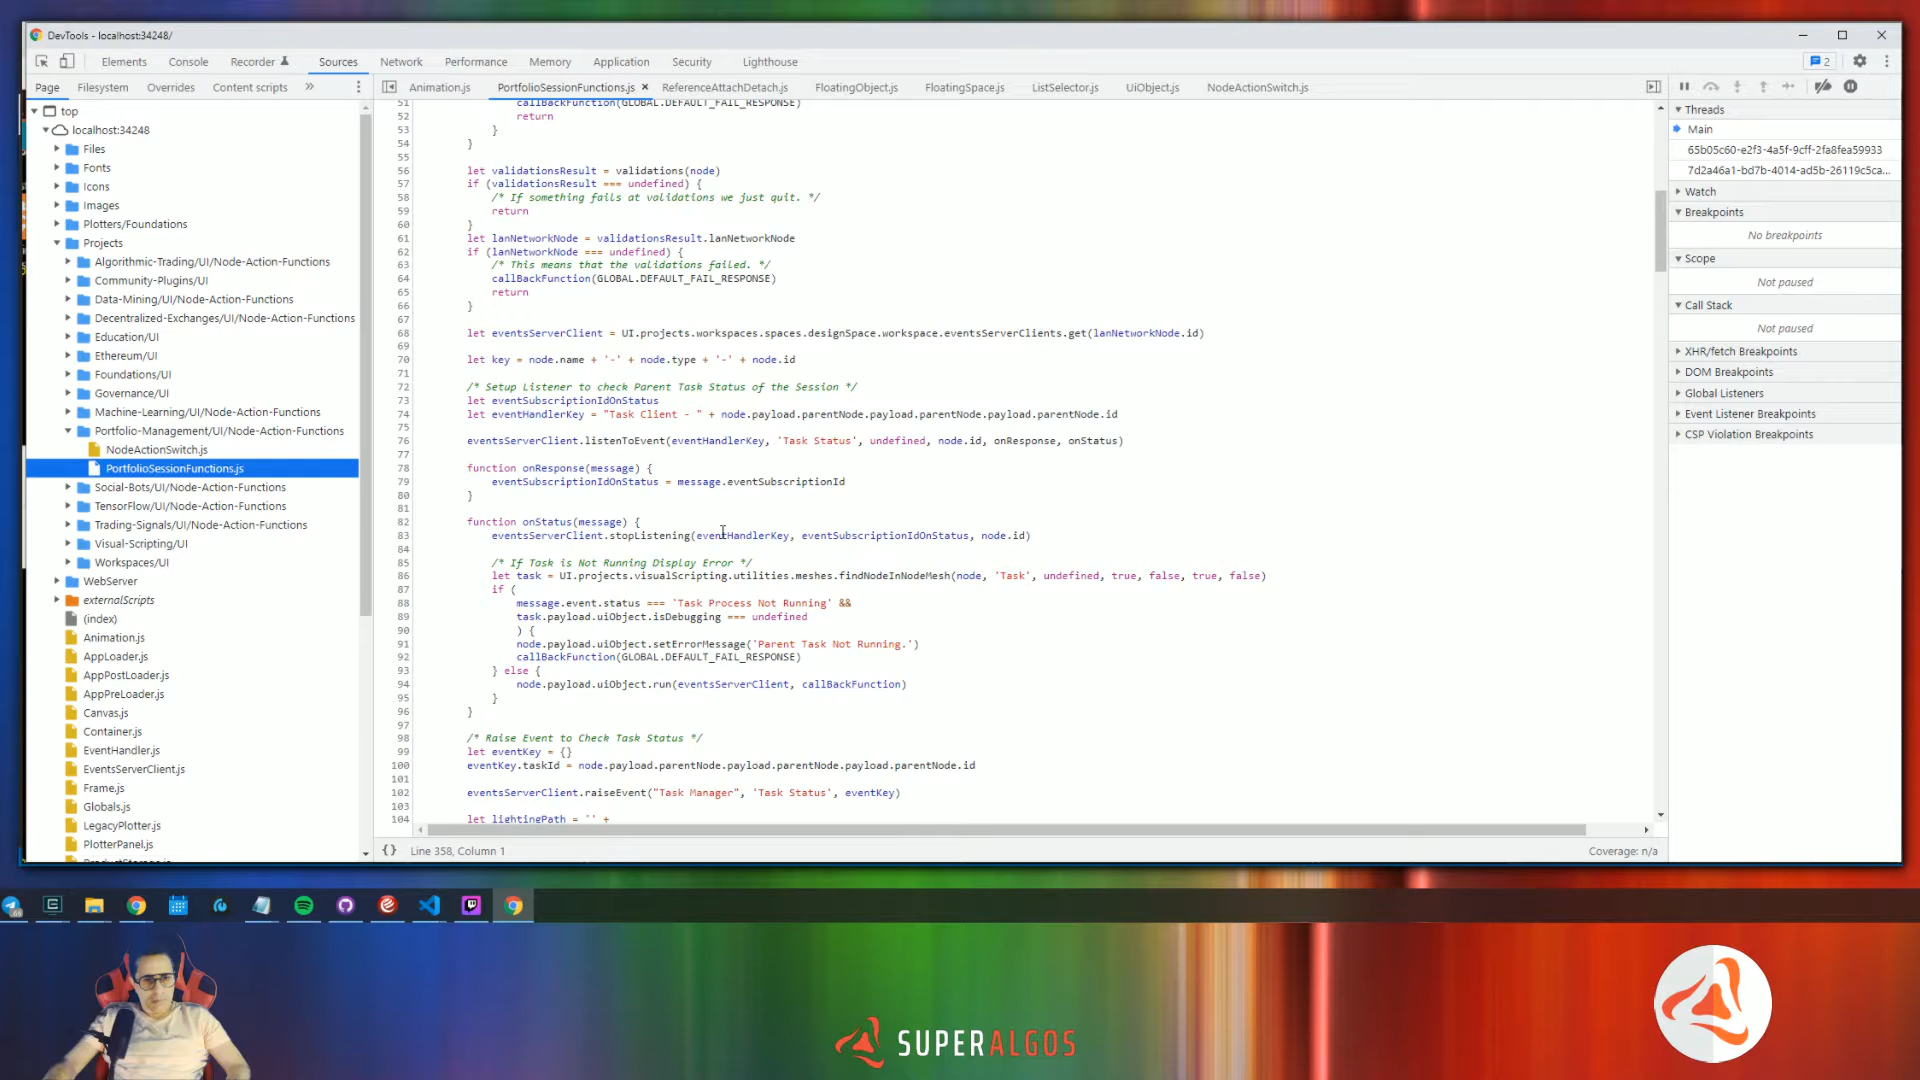 DevTools - localhost:34248/
Elements Console Recorder Sources Network Performance Memory Application Security Lighthouse 2
Page Filesystem Overrides Content scripts » Animation.js PortfolioSessionFunctions.js × ReferenceAttachDetach.js FloatingObject.js FloatingSpace.js ListSelector.js UiObject.js NodeActionSwitch.js
top
localhost:34248
Files
Fonts
Icons
Images
Plotters/Foundations
Projects
Algorithmic-Trading/UI/Node-Action-Functions
Community-Plugins/UI
Data-Mining/UI/Node-Action-Functions
Decentralized-Exchanges/UI/Node-Action-Functions
Education/UI
Ethereum/UI
Foundations/UI
Governance/UI
Machine-Learning/UI/Node-Action-Functions
Portfolio-Management/UI/Node-Action-Functions
NodeActionSwitch.js
PortfolioSessionFunctions.js
Social-Bots/UI/Node-Action-Functions
TensorFlow/UI/Node-Action-Functions
Trading-Signals/UI/Node-Action-Functions
Visual-Scripting/UI
Workspaces/UI
WebServer
externalScripts
(index)
Animation.js
AppLoader.js
AppPostLoader.js
AppPreLoader.js
Canvas.js
Container.js
EventHandler.js
EventsServerClient.js
Frame.js
Globals.js
LegacyPlotter.js
PlotterPanel.js
51 callBackFunction(GLOBAL.DEFAULT_FAIL_RESPONSE)
52 return
53 }
54 }
55
56 let validationsResult = validations(node)
57 if (validationsResult === undefined) {
58 /* If something fails at validations we just quit. */
59 return
60 }
61 let lanNetworkNode = validationsResult.lanNetworkNode
62 if (lanNetworkNode === undefined) {
63 /* This means that the validations failed. */
64 callBackFunction(GLOBAL.DEFAULT_FAIL_RESPONSE)
65 return
66 }
67
68 let eventsServerClient = UI.projects.workspaces.spaces.designSpace.workspace.eventsServerClients.get(lanNetworkNode.id)
69
70 let key = node.name + '-' + node.type + '-' + node.id
71
72 /* Setup Listener to check Parent Task Status of the Session */
73 let eventSubscriptionIdOnStatus
74 let eventHandlerKey = "Task Client - " + node.payload.parentNode.payload.parentNode.payload.parentNode.id
75
76 eventsServerClient.listenToEvent(eventHandlerKey, 'Task Status', undefined, node.id, onResponse, onStatus)
77
78 function onResponse(message) {
79 eventSubscriptionIdOnStatus = message.eventSubscriptionId
80 }
81
82 function onStatus(message) {
83 eventsServerClient.stopListening(eventHandlerKey, eventSubscriptionIdOnStatus, node.id)
84
85 /* If Task is Not Running Display Error */
86 let task = UI.projects.visualScripting.utilities.meshes.findNodeInNodeMesh(node, 'Task', undefined, true, false, true, false)
87 if (
88 message.event.status === 'Task Process Not Running' &&
89 task.payload.uiObject.isDebugging === undefined
90 ) {
91 node.payload.uiObject.setErrorMessage('Parent Task Not Running.')
92 callBackFunction(GLOBAL.DEFAULT_FAIL_RESPONSE)
93 } else {
94 node.payload.uiObject.run(eventsServerClient, callBackFunction)
95 }
96 }
97
98 /* Raise Event to Check Task Status */
99 let eventKey = {}
100 eventKey.taskId = node.payload.parentNode.payload.parentNode.payload.parentNode.id
101
102 eventsServerClient.raiseEvent("Task Manager", 'Task Status', eventKey)
103
104 let lightingPath = '' +
{} Line 358, Column 1 Coverage: n/a
Threads
Main
65b05c60-e2f3-4a5f-9cff-2fa8fea59933
7d2a46a1-bd7b-4014-ad5b-26119c5ca...
Watch
Breakpoints
No breakpoints
Scope
Not paused
Call Stack
Not paused
XHR/fetch Breakpoints
DOM Breakpoints
Global Listeners
Event Listener Breakpoints
CSP Violation Breakpoints
SUPERALGOS